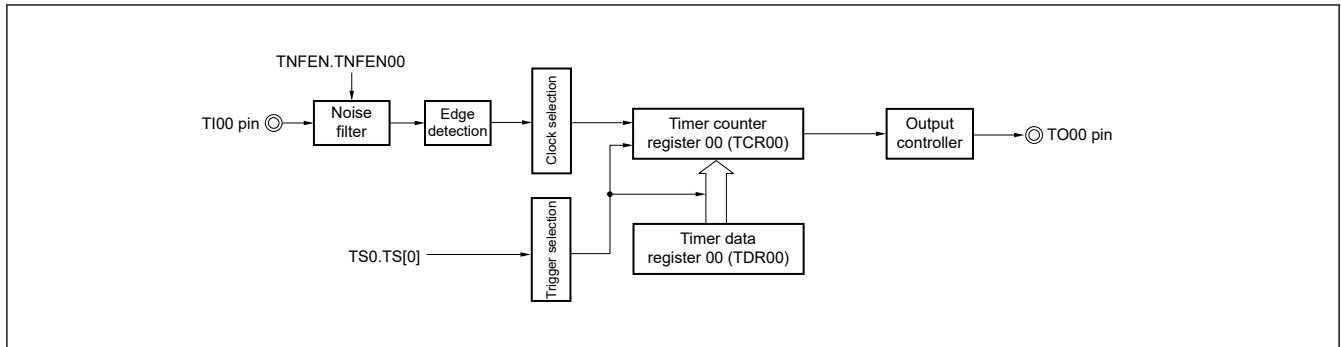 TNFEN.TNFEN00
TI00 pin
Noise
filter
Edge
detection
Clock selection
Timer counter
register 00 (TCR00)
Output
controller
TO00 pin
TS0.TS[0]
Trigger selection
Timer data
register 00 (TDR00)